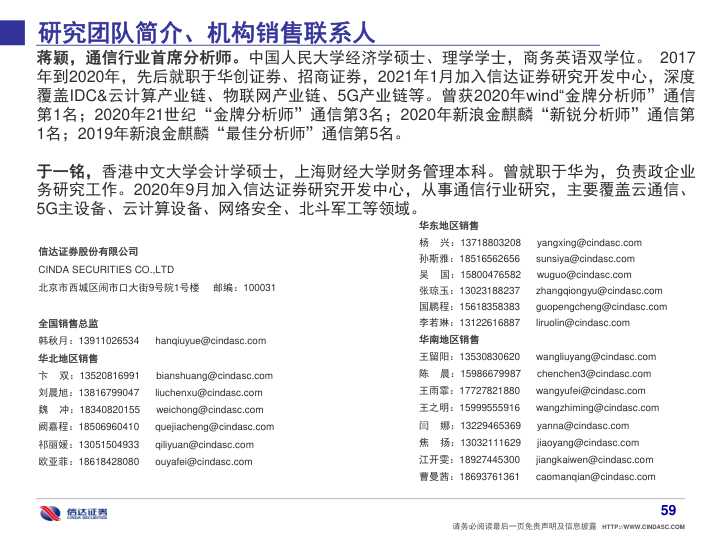 研究团队简介、机构销售联系人
蒋颖，通信行业首席分析师。中国人民大学经济学硕士、理学学士，商务英语双学位。 2017
年到2020年，先后就职于华创证券、招商证券，2021年1月加入信达证券研究开发中心，深度
覆盖IDC&云计算产业链、物联网产业链、5G产业链等。曾获2020年wind“金牌分析师”通信
第1名；2020年21世纪“金牌分析师”通信第3名；2020年新浪金麒麟“新锐分析师”通信第
1名；2019年新浪金麒麟“最佳分析师”通信第5名。
于一铭，香港中文大学会计学硕士，上海财经大学财务管理本科。曾就职于华为，负责政企业
务研究工作。2020年9月加入信达证券研究开发中心，从事通信行业研究，主要覆盖云通信、
5G主设备、云计算设备、网络安全、北斗军工等领域。
信达证券股份有限公司
CINDA SECURITIES CO.,LTD
北京市西城区闹市口大街9号院1号楼 邮编：100031
全国销售总监
韩秋月：13911026534 hanqiuyue@cindasc.com
华北地区销售
卞 双：13520816991 bianshuang@cindasc.com
刘晨旭：13816799047 liuchenxu@cindasc.com
魏 冲：18340820155 weichong@cindasc.com
阙嘉程：18506960410 quejiacheng@cindasc.com
祁丽媛：13051504933 qiliyuan@cindasc.com
欧亚菲：18618428080 ouyafei@cindasc.com
华东地区销售
杨 兴：13718803208 yangxing@cindasc.com
孙斯雅：18516562656 sunsiya@cindasc.com
吴 国：15800476582 wuguo@cindasc.com
张琼玉：13023188237 zhangqiongyu@cindasc.com
国鹏程：15618358383 guopengcheng@cindasc.com
李若琳：13122616887 liruolin@cindasc.com
华南地区销售
王留阳：13530830620 wangliuyang@cindasc.com
陈 晨：15986679987 chenchen3@cindasc.com
王雨霏：17727821880 wangyufei@cindasc.com
王之明：15999555916 wangzhiming@cindasc.com
闫 娜：13229465369 yanna@cindasc.com
焦 扬：13032111629 jiaoyang@cindasc.com
江开雯：18927445300 jiangkaiwen@cindasc.com
曹曼茜：18693761361 caomanqian@cindasc.com
信达证券
CINDA SECURITIES
59
请务必阅读最后一页免责声明及信息披露 HTTP://WWW.CINDASC.COM